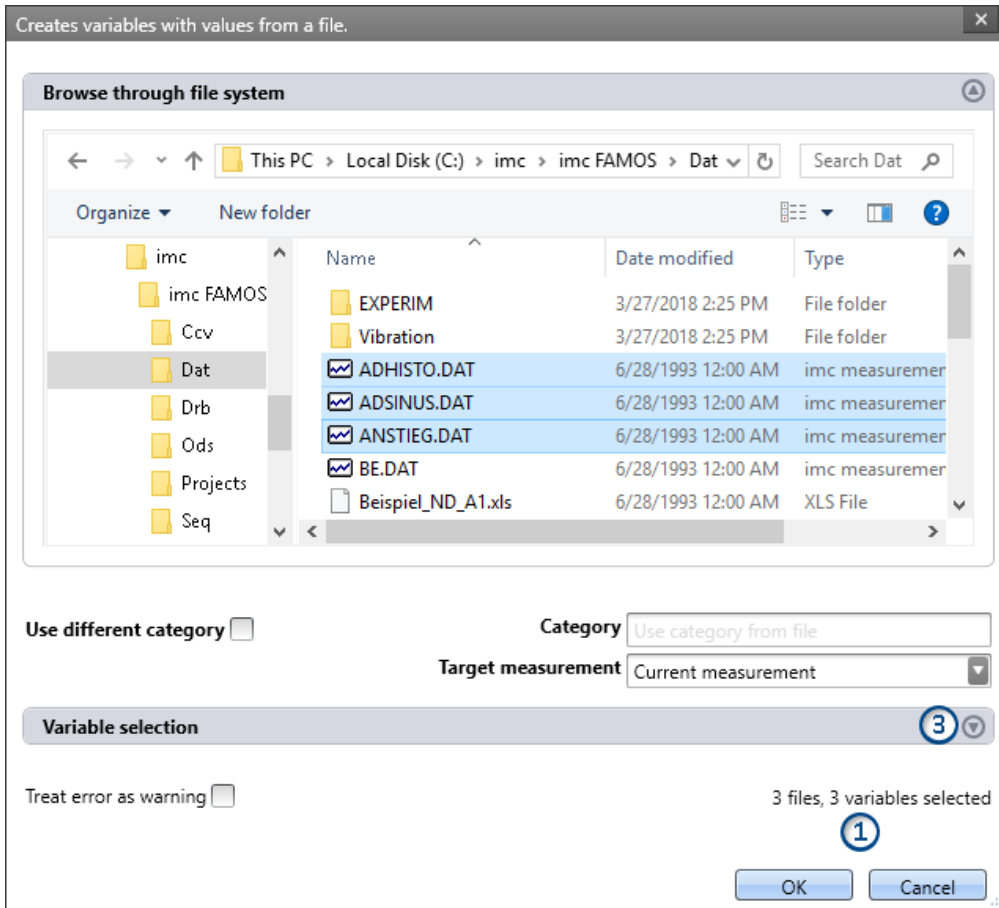 Creates variables with values from a file.
Browse through file system
This PC > Local Disk (C:) > imc > imc FAMOS > Dat
Search Dat
Organize
New folder
?
imc
imc FAMOS
Ccv
Dat
Drb
Ods
Projects
Seq
Name Date modified Type
EXPERIM 3/27/2018 2:25 PM File folder
Vibration 3/27/2018 2:25 PM File folder
ADHISTO.DAT 6/28/1993 12:00 AM imc measuremer
ADSINUS.DAT 6/28/1993 12:00 AM imc measuremer
ANSTIEG.DAT 6/28/1993 12:00 AM imc measuremer
BE.DAT 6/28/1993 12:00 AM imc measuremer
Beispiel_ND_A1.xls 6/28/1993 12:00 AM XLS File
Use different category
Category Use category from file
Target measurement Current measurement
Variable selection
3
Treat error as warning
3 files, 3 variables selected
1
OK Cancel